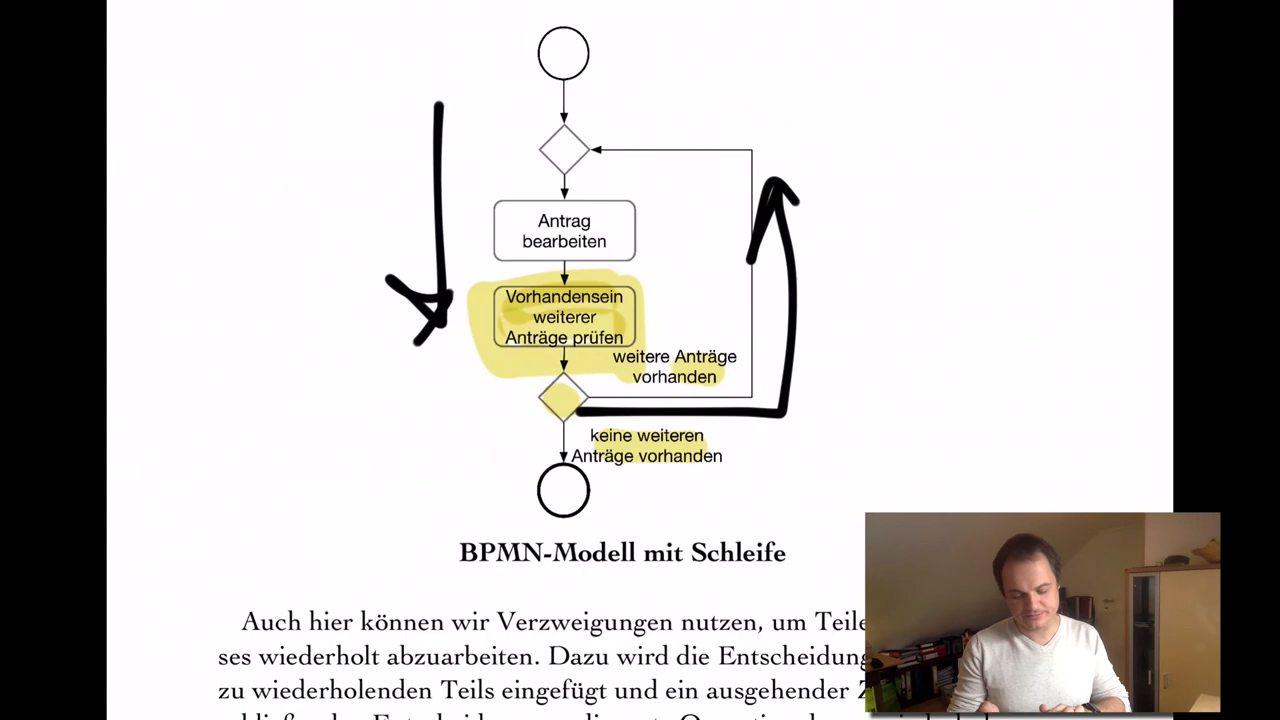 Antrag
bearbeiten
Vorhandensein
weiterer
Anträge prüfen
weitere Anträge
vorhanden
keine weiteren
Anträge vorhanden
BPMN-Modell mit Schleife
Auch hier können wir Verzweigungen nutzen, um Teile
ses wiederholt abzuarbeiten. Dazu wird die Entscheidung
zu wiederholenden Teils eingefügt und ein ausgehender